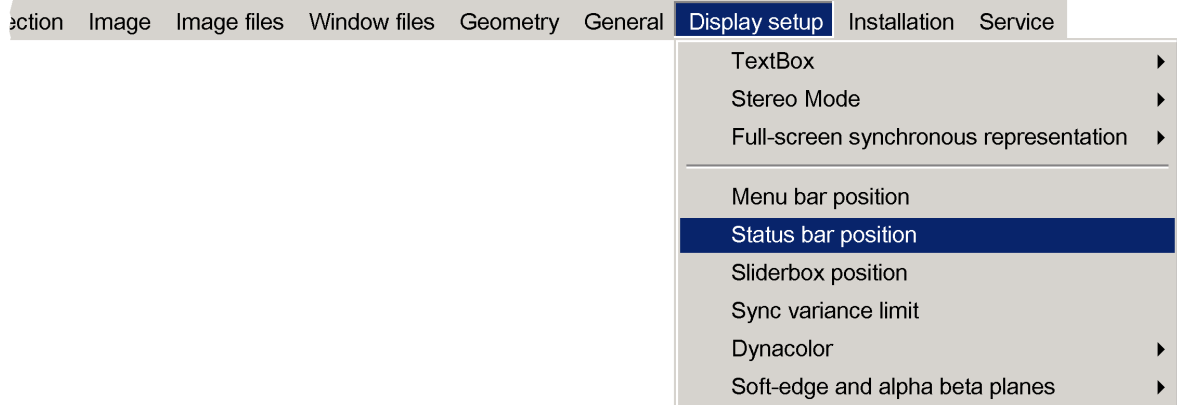 Image Image files Window files Geometry General Display setup Installation Service
TextBox
Stereo Mode
Full-screen synchronous representation
Menu bar position
Status bar position
Sliderbox position
Sync variance limit
Dynacolor
Soft-edge and alpha beta planes